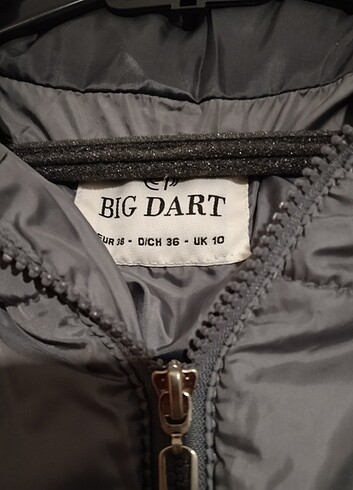 BIG DART
EUR 36 - D/CH 36 - UK 10